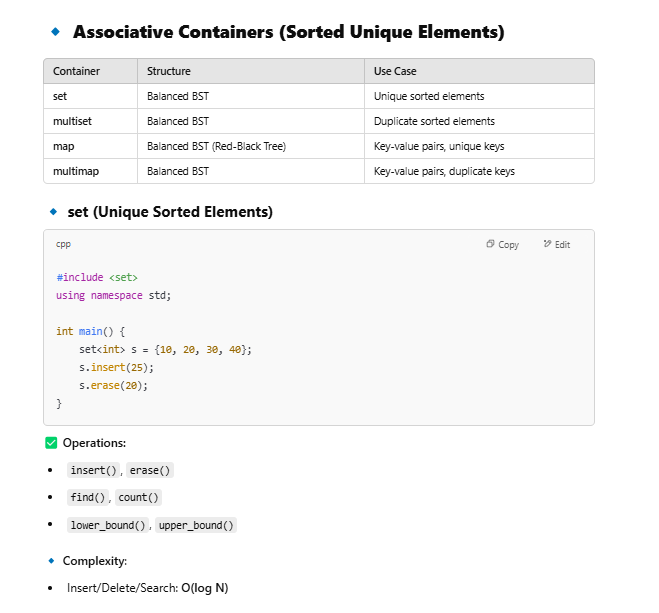 Associative Containers (Sorted Unique Elements)
Container Structure Use Case
set Balanced BST Unique sorted elements
multiset Balanced BST Duplicate sorted elements
map Balanced BST (Red-Black Tree) Key-value pairs, unique keys
multimap Balanced BST Key-value pairs, duplicate keys
set (Unique Sorted Elements)
cpp Copy Edit
#include <set>
using namespace std;
int main() {
    set<int> s = {10, 20, 30, 40};
    s.insert(25);
    s.erase(20);
}
Operations:
• insert(), erase()
• find(), count()
• lower_bound(), upper_bound()
Complexity:
• Insert/Delete/Search: O(log N)